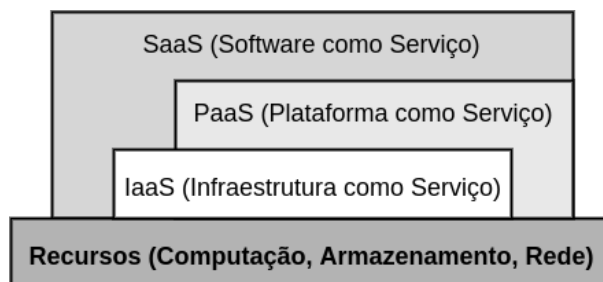 SaaS (Software como Serviço)
PaaS (Plataforma como Serviço)
IaaS (Infraestrutura como Serviço)
Recursos (Computação, Armazenamento, Rede)